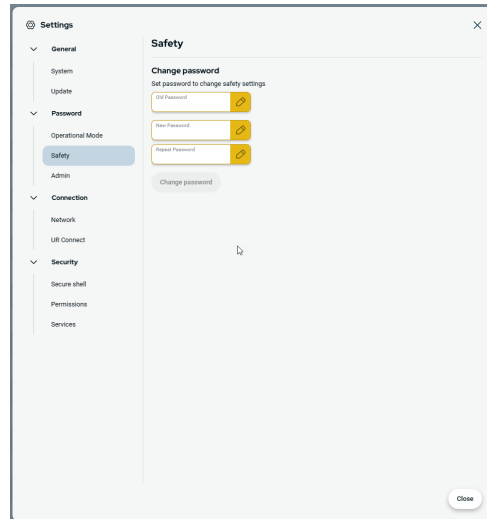 Settings
General
System
Update
Password
Operational Mode
Safety
Admin
Connection
Network
UR Connect
Security
Secure shell
Permissions
Services
Safety
Change password
Set password to change safety settings
Old Password
New Password
Repeat Password
Change password
Close